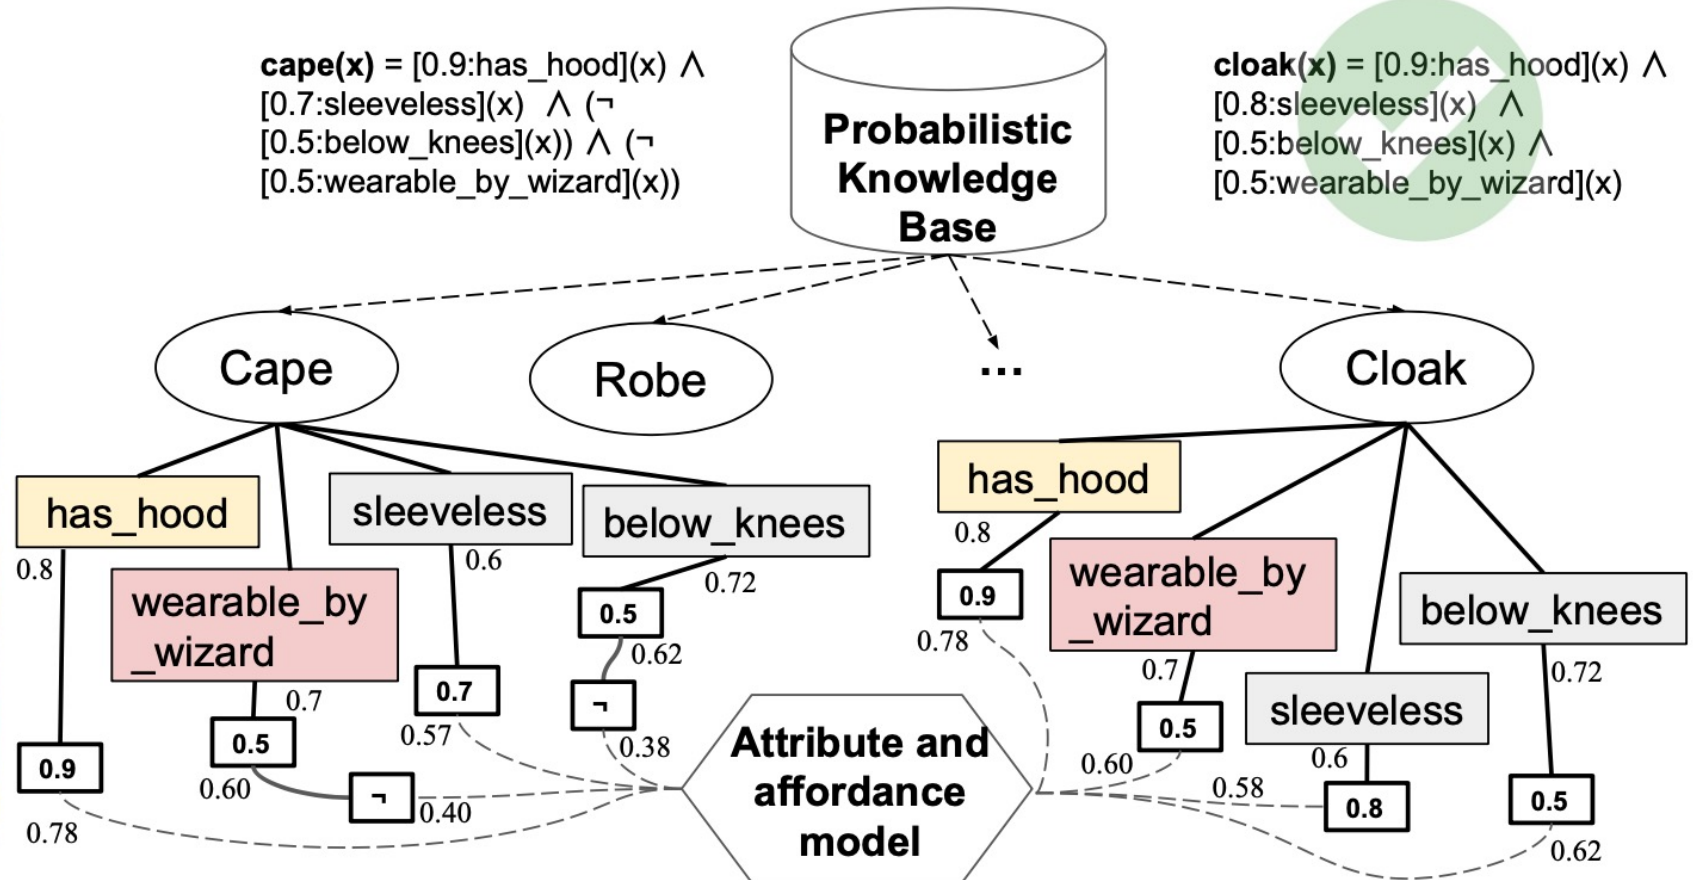 cape(x) = [0.9:has_hood](x) ∧
[0.7:sleeveless](x) ∧ (¬
[0.5:below_knees](x)) ∧ (¬
[0.5:wearable_by_wizard](x))
Probabilistic
Knowledge
Base
cloak(x) = [0.9:has_hood](x) ∧
[0.8:sleeveless](x) ∧
[0.5:below_knees](x) ∧
[0.5:wearable_by_wizard](x)
Cape
Robe
...
Cloak
has_hood
0.8
0.9
0.78
wearable_by
_wizard
0.7
0.5
0.60
¬
0.40
sleeveless
0.6
0.7
0.57
below_knees
0.72
0.5
0.62
¬
0.38
Attribute and
affordance
model
has_hood
0.8
0.9
0.78
wearable_by
_wizard
0.7
0.5
0.60
sleeveless
0.6
0.8
0.58
below_knees
0.72
0.5
0.62